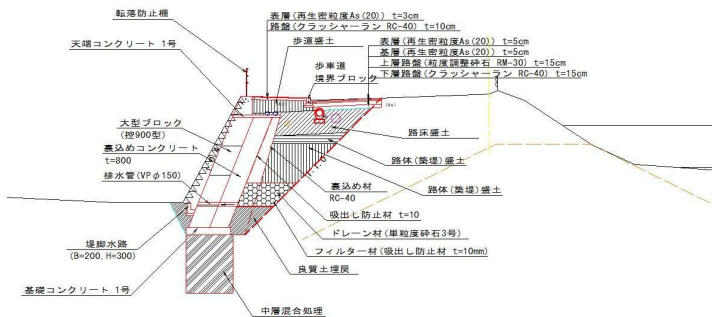 転落防止柵
表層(再生密粒度As(20)) t=3cm
路盤(クラッシャーラン RC-40) t=10cm
天端コンクリート 1号
歩道盛土
表層(再生密粒度As(20)) t=5cm
基層(再生密粒度As(20)) t=5cm
上層路盤(粒度調整砕石 RM-30) t=15cm
下層路盤(クラッシャーラン RC-40) t=15cm
歩車道
境界ブロック
大型ブロック
(控900型)
路床盛土
裏込めコンクリート
t=800
路体(築堤)盛土
排水管(VPφ150)
裏込め材
RC-40
路体(築堤)盛土
吸出し防止材 t=10
ドレーン材(単粒度砕石3号)
堤脚水路
(B=200, H=300)
フィルター材(吸出し防止材 t=10mm)
良質土埋戻
基礎コンクリート 1号
中層混合処理